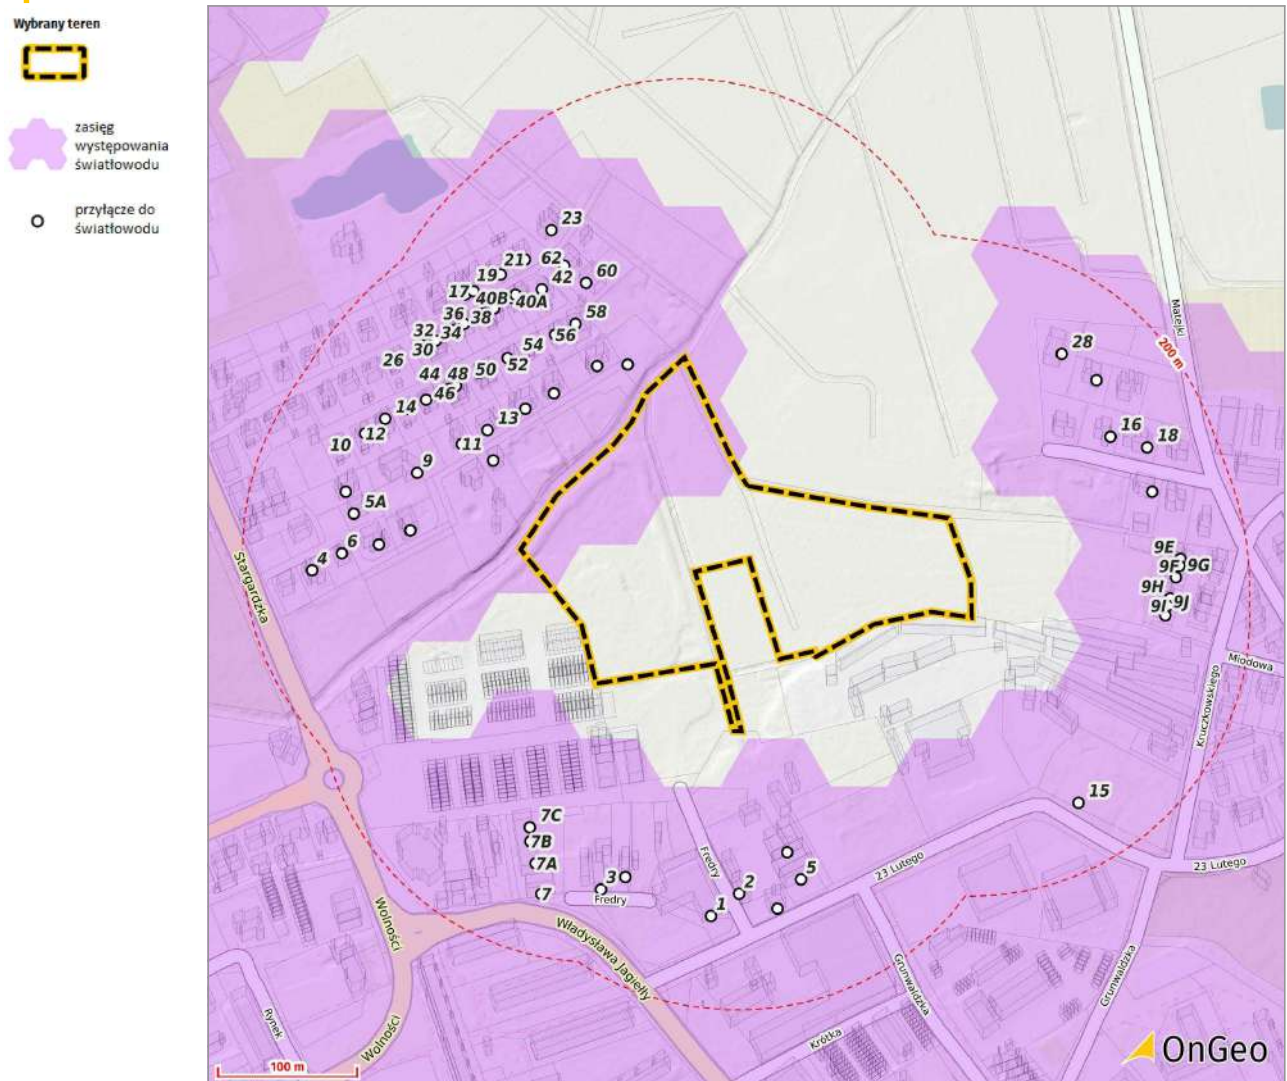 Wybrany teren
zasięg
występowania
światłowodu
przyłącze do
światłowodu
23
21
62
19
42
60
17
40B
40A
36
38
58
32
34
56
30
54
26
52
50
44
48
46
14
13
12
10
11
9
5A
6
4
28
16
18
9E
9F
9G
9H
9I
9J
15
7C
7B
7A
7
3
5
2
1
Matejki
200 m
Stargardzka
Kruczkowskiego
Miodowa
Fredry
Fredry
23 Lutego
23 Lutego
Wolności
Władysława Jagiełły
Wolności
Rynek
Krótka
Grunwaldzka
Grunwaldzka
100 m
OnGeo